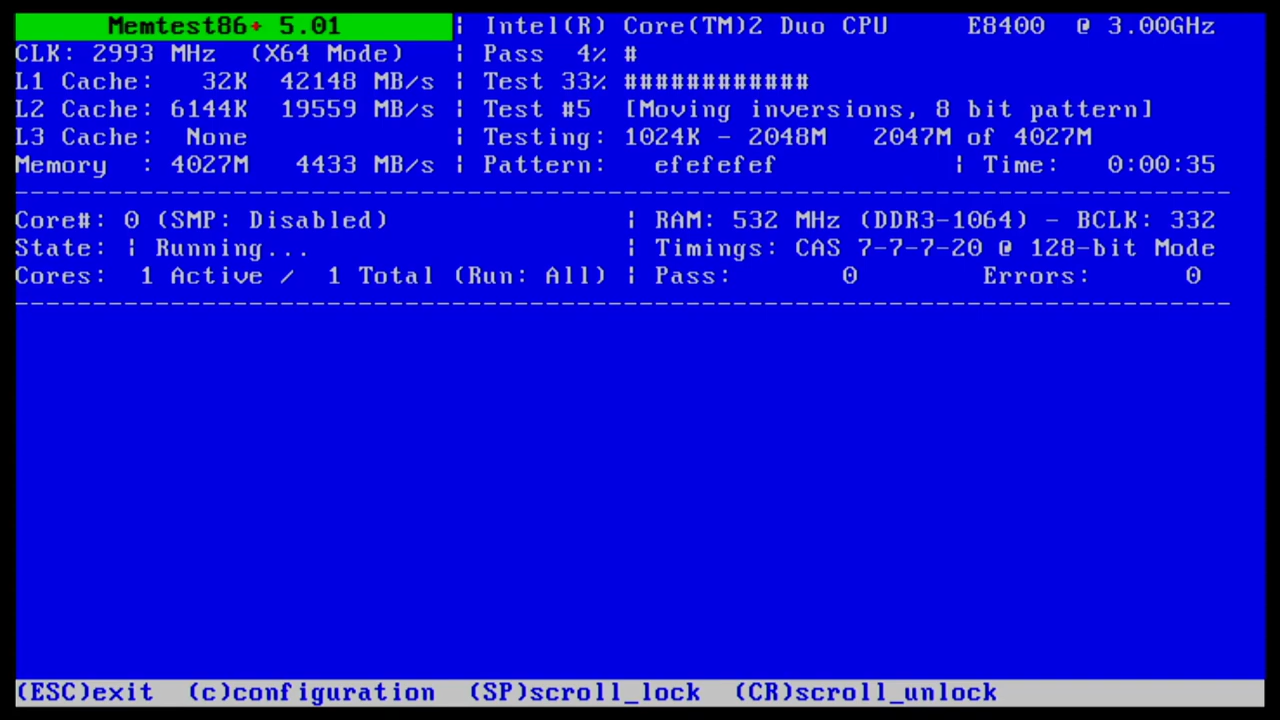 Memtest86+ 5.01 | Intel(R) Core(TM)2 Duo CPU E8400 @ 3.00GHz
CLK: 2993 MHz (X64 Mode) | Pass 4% #
L1 Cache: 32K 42148 MB/s | Test 33% ############
L2 Cache: 6144K 19559 MB/s | Test #5 [Moving inversions, 8 bit pattern]
L3 Cache: None | Testing: 1024K - 2048M 2047M of 4027M
Memory : 4027M 4433 MB/s | Pattern: efefefef | Time: 0:00:35
------------------------------------------------------------------------------
Core#: 0 (SMP: Disabled) | RAM: 532 MHz (DDR3-1064) - BCLK: 332
State: | Running... | Timings: CAS 7-7-7-20 @ 128-bit Mode
Cores: 1 Active / 1 Total (Run: All) | Pass: 0 Errors: 0
------------------------------------------------------------------------------
(ESC)exit (c)configuration (SP)scroll_lock (CR)scroll_unlock